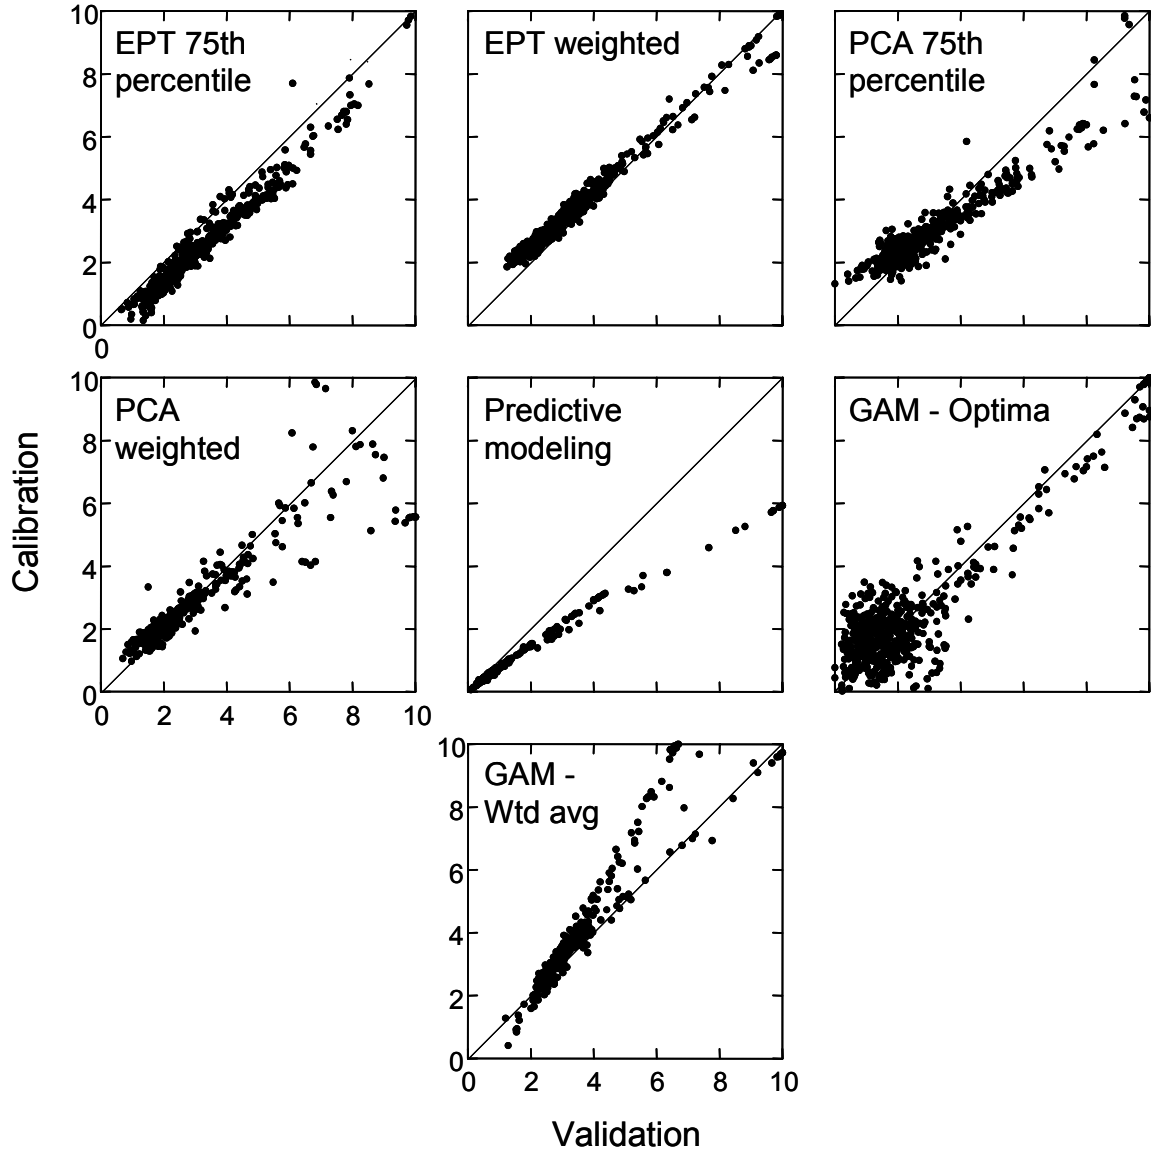 10
8
6
4
2
0
0
EPT 75th
percentile
EPT weighted
PCA 75th
percentile
10
8
6
4
2
0
0 2 4 6 8 10
PCA
weighted
Predictive
modeling
GAM - Optima
Calibration
10
8
6
4
2
0
0 2 4 6 8 10
GAM -
Wtd avg
Validation